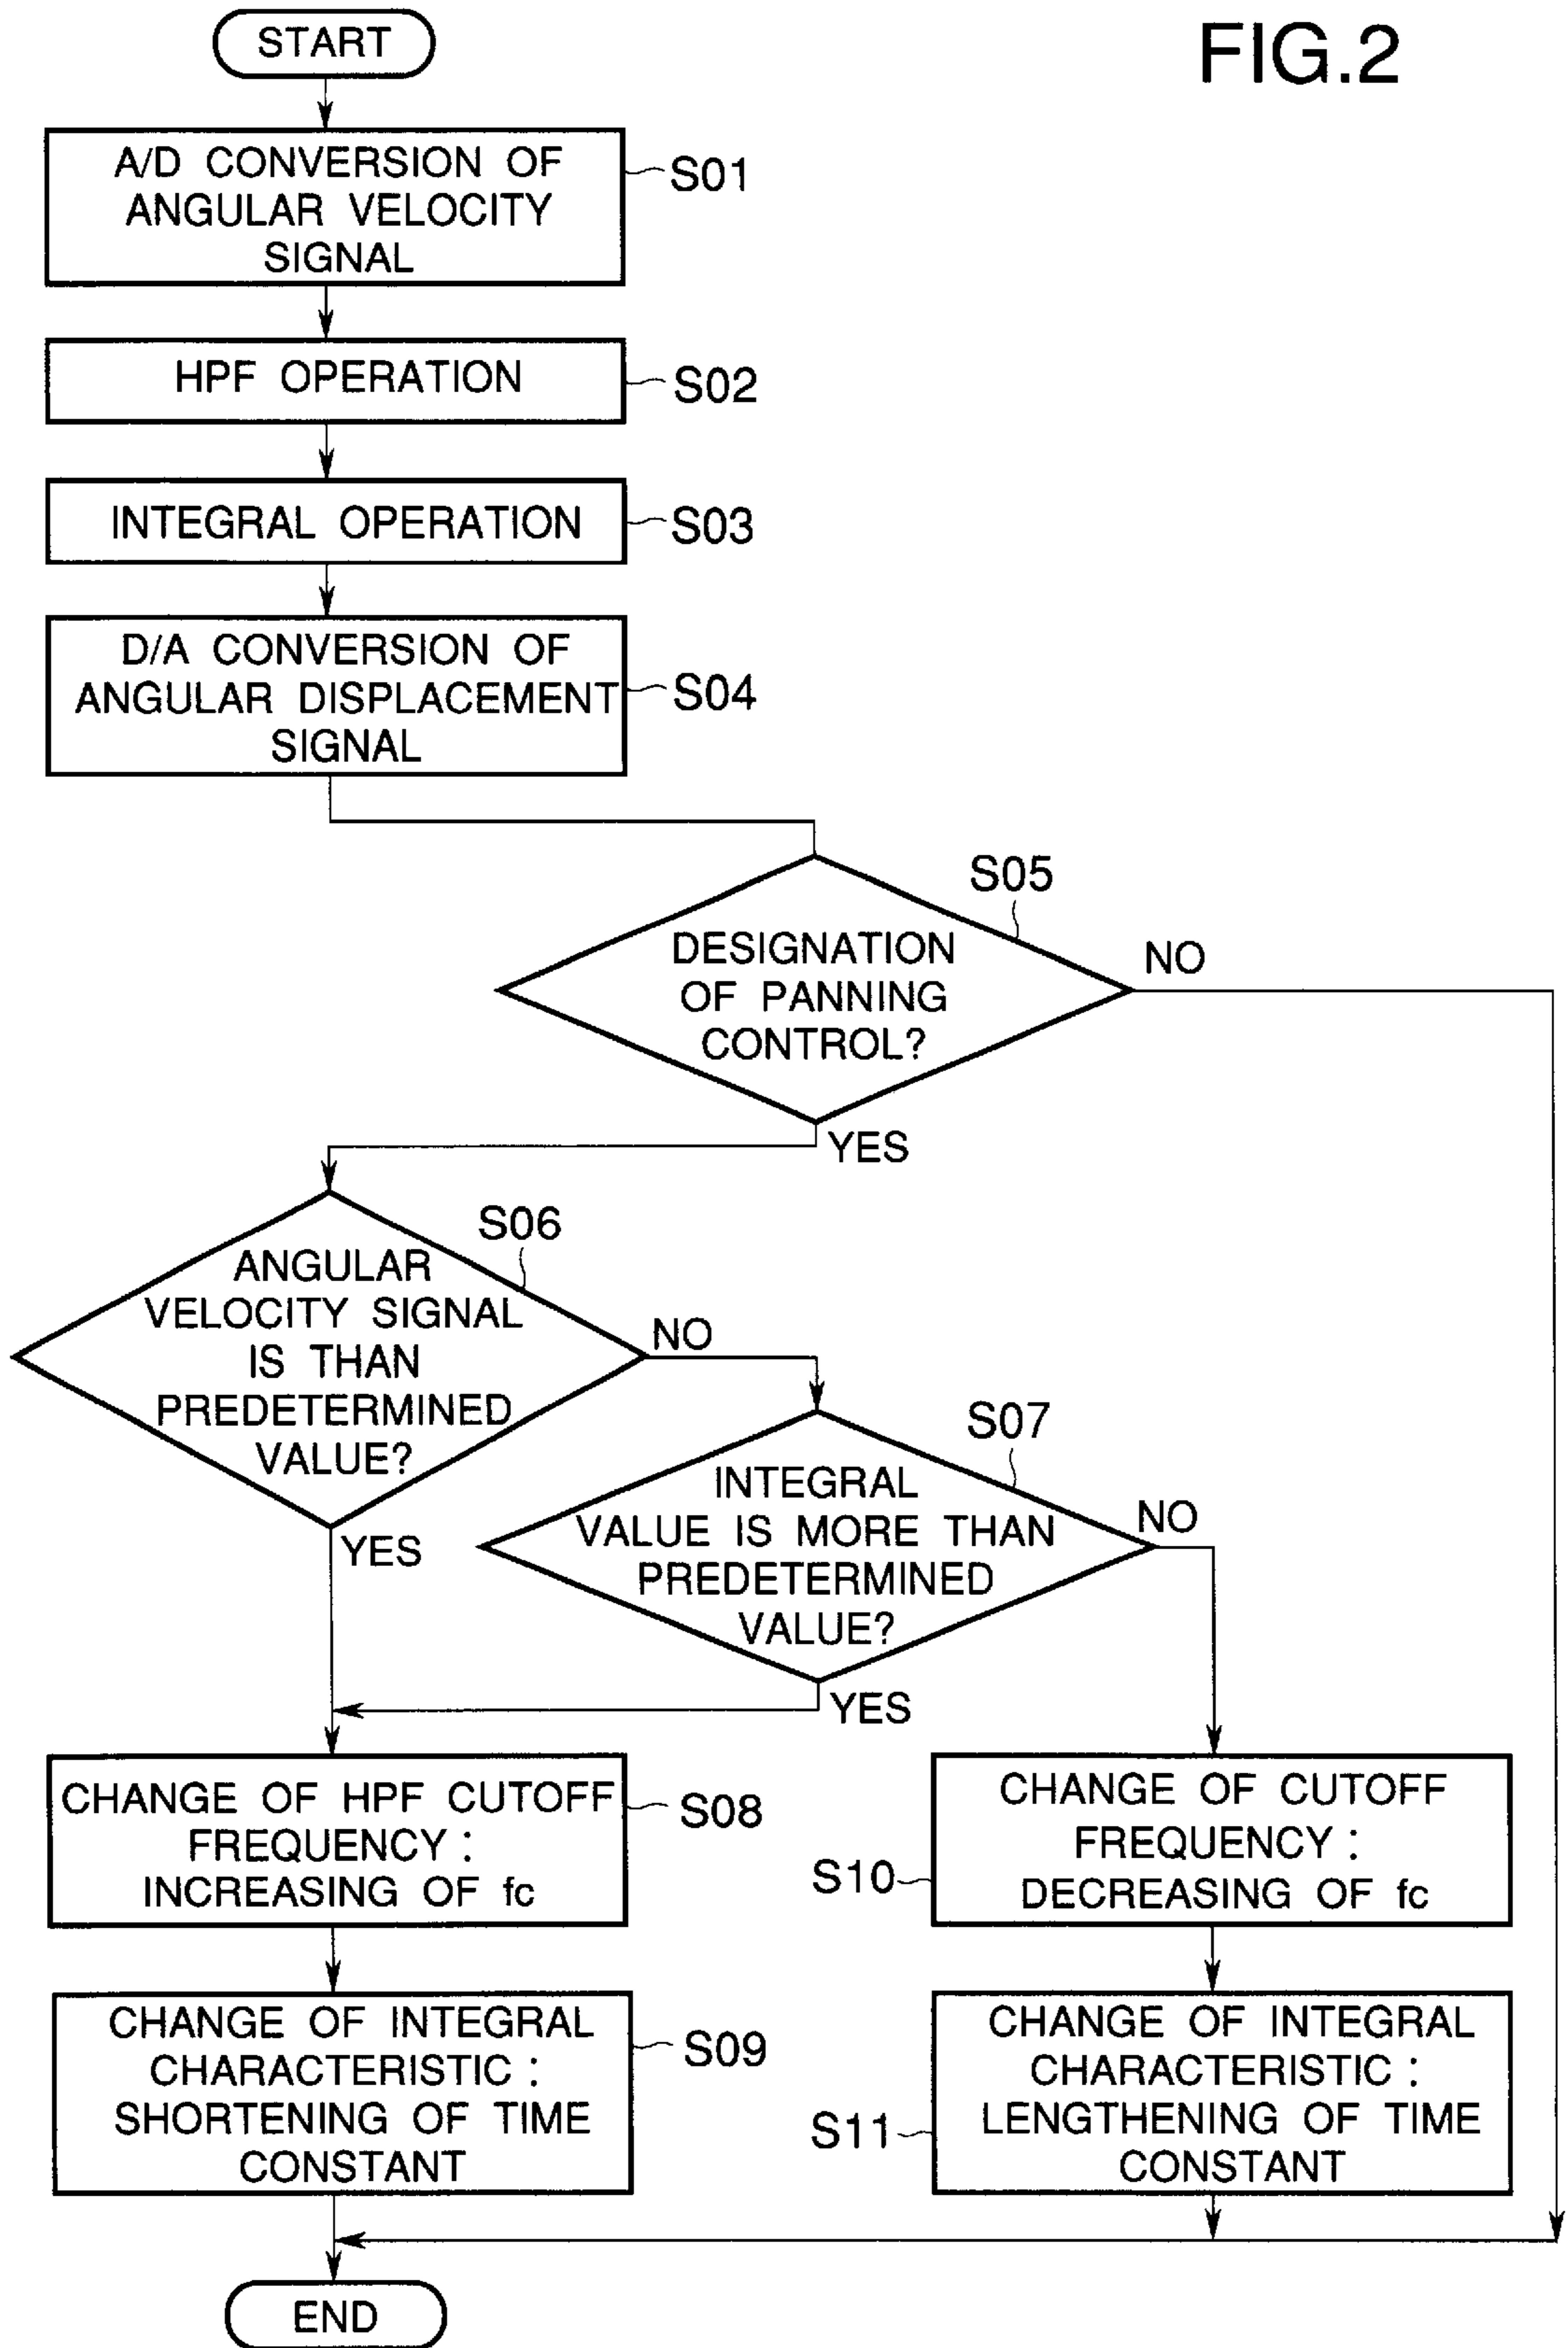 FIG.2
START
A/D CONVERSION OF
ANGULAR VELOCITY
SIGNAL
S01
HPF OPERATION
S02
INTEGRAL OPERATION
S03
D/A CONVERSION OF
ANGULAR DISPLACEMENT
SIGNAL
S04
S05
DESIGNATION
OF PANNING
CONTROL?
NO
YES
S06
ANGULAR
VELOCITY SIGNAL
IS THAN
PREDETERMINED
VALUE?
NO
YES
S07
INTEGRAL
VALUE IS MORE THAN
PREDETERMINED
VALUE?
NO
YES
CHANGE OF HPF CUTOFF
FREQUENCY :
INCREASING OF fc
S08
CHANGE OF CUTOFF
FREQUENCY :
DECREASING OF fc
S10
CHANGE OF INTEGRAL
CHARACTERISTIC :
SHORTENING OF TIME
CONSTANT
S09
CHANGE OF INTEGRAL
CHARACTERISTIC :
LENGTHENING OF TIME
CONSTANT
S11
END